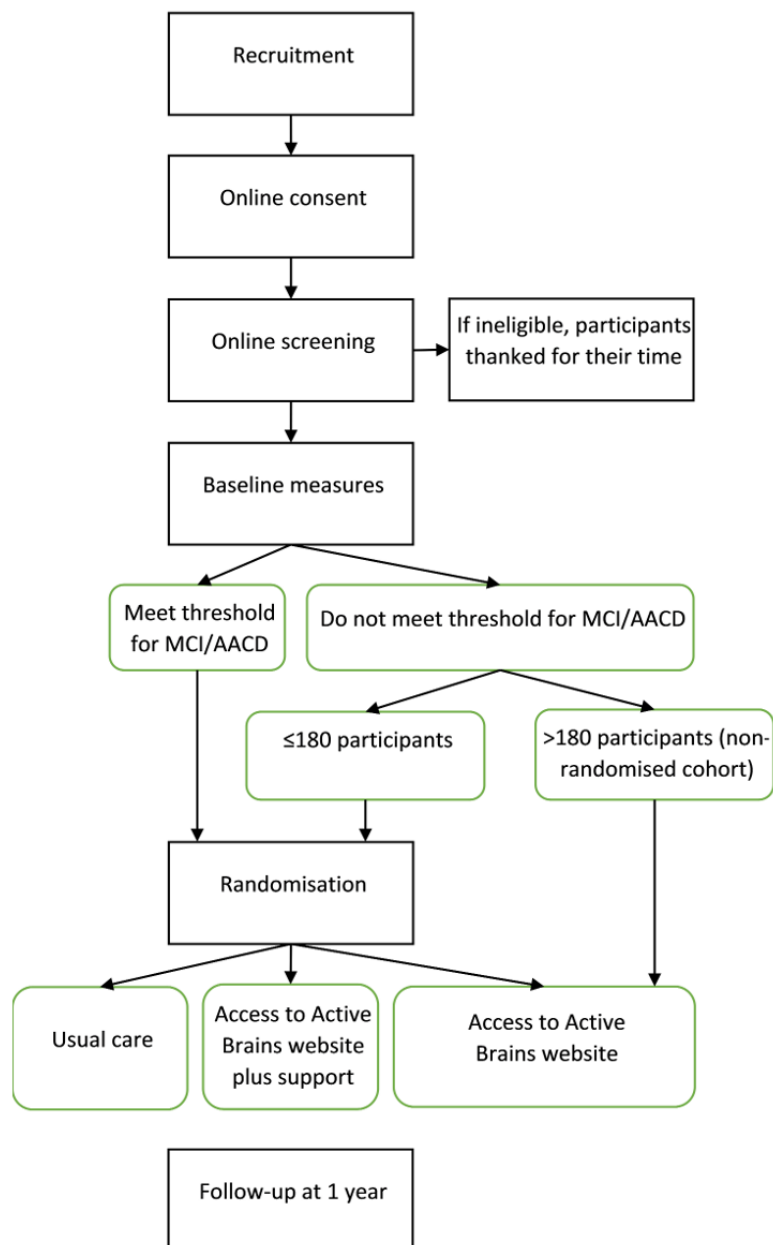 Recruitment
Online consent
Online screening
If ineligible, participants
thanked for their time
Baseline measures
Meet threshold
for MCI/AACD
Do not meet threshold for MCI/AACD
≤180 participants
>180 participants (non-
randomised cohort)
Randomisation
Usual care
Access to Active
Brains website
plus support
Access to Active
Brains website
Follow-up at 1 year